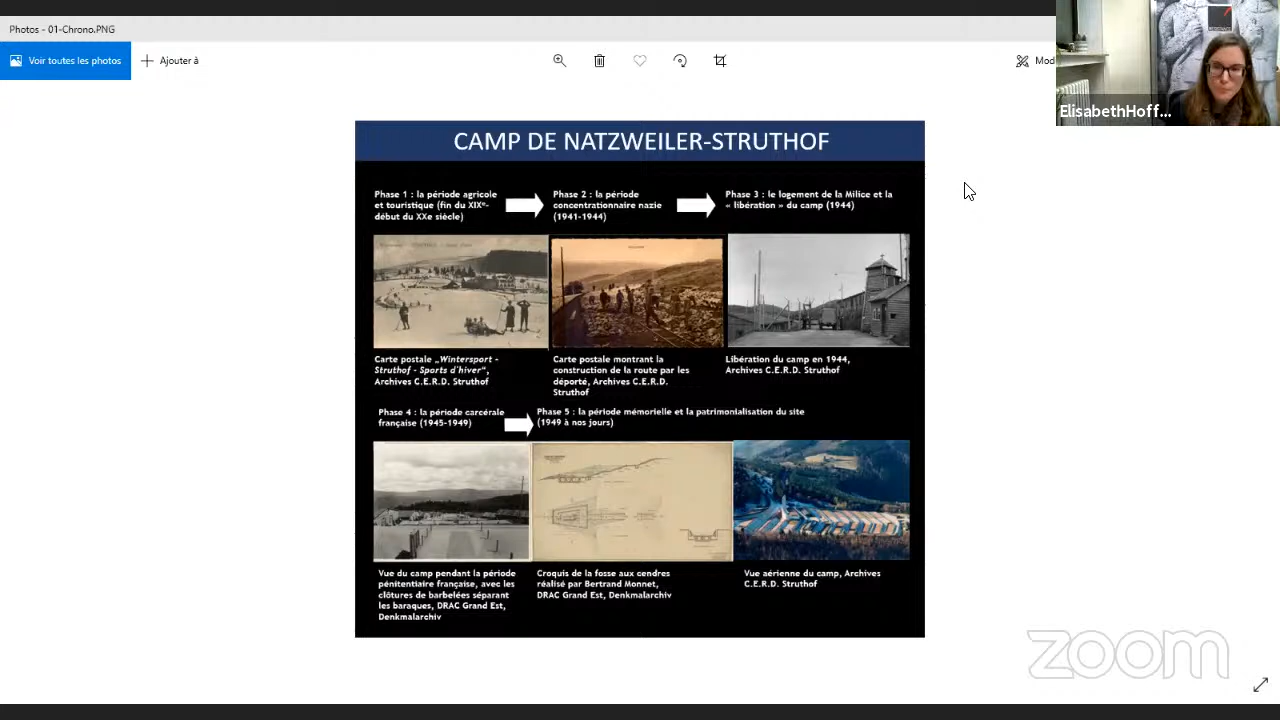 Photos - 01-Chrono.PNG
Voir toutes les photos
Ajouter à
Mod
ElisabethHoff...
CAMP DE NATZWEILER-STRUTHOF
Phase 1 : la période agricole
et touristique (fin du XIXᵉ-
début du XXe siècle)
Phase 2 : la période
concentrationnaire nazie
(1941-1944)
Phase 3 : le logement de la Milice et la
« libération » du camp (1944)
Carte postale „Wintersport -
Struthof - Sports d'hiver“,
Archives C.E.R.D. Struthof
Carte postale montrant la
construction de la route par les
déporté, Archives C.E.R.D.
Struthof
Libération du camp en 1944,
Archives C.E.R.D. Struthof
Phase 4 : la période carcérale
française (1945-1949)
Phase 5 : la période mémorielle et la patrimonialisation du site
(1949 à nos jours)
Vue du camp pendant la période
pénitentiaire française, avec les
clôtures de barbelées séparant
les baraques, DRAC Grand Est,
Denkmalarchiv
Croquis de la fosse aux cendres
réalisé par Bertrand Monnet,
DRAC Grand Est, Denkmalarchiv
Vue aérienne du camp, Archives
C.E.R.D. Struthof
zoom